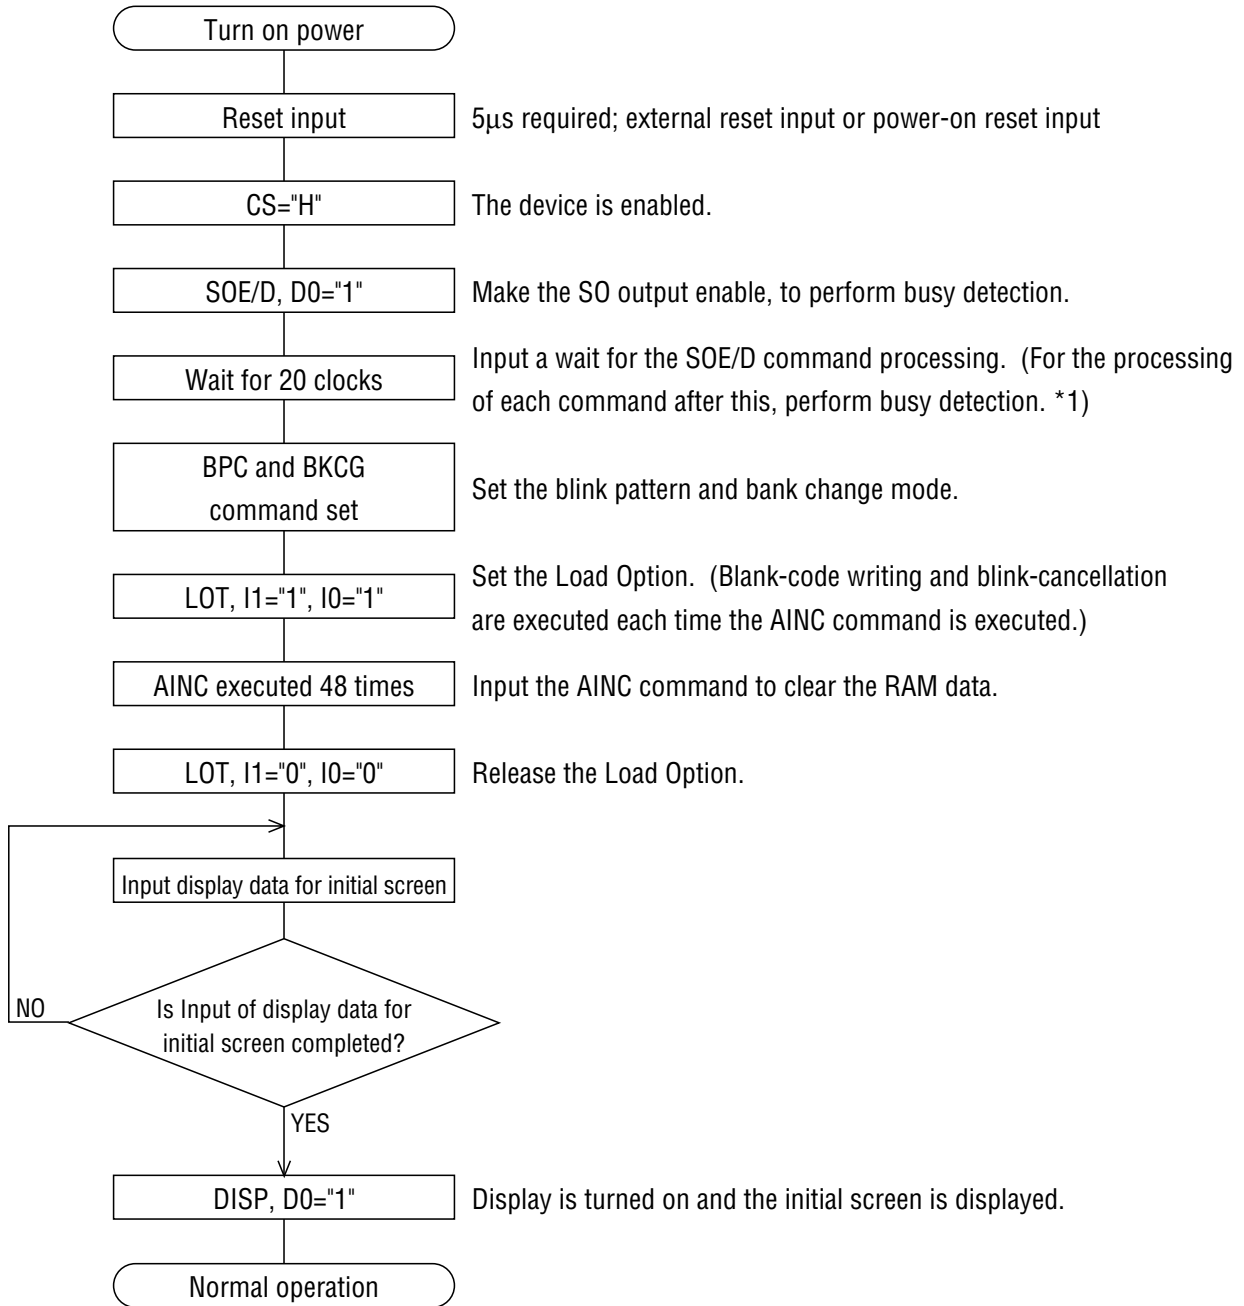 Turn on power
Reset input
5μs required; external reset input or power-on reset input
CS="H"
The device is enabled.
SOE/D, D0="1"
Make the SO output enable, to perform busy detection.
Wait for 20 clocks
Input a wait for the SOE/D command processing.  (For the processing
of each command after this, perform busy detection. *1)
BPC and BKCG
command set
Set the blink pattern and bank change mode.
LOT, I1="1", I0="1"
Set the Load Option.  (Blank-code writing and blink-cancellation
are executed each time the AINC command is executed.)
AINC executed 48 times
Input the AINC command to clear the RAM data.
LOT, I1="0", I0="0"
Release the Load Option.
Input display data for initial screen
NO
Is Input of display data for
initial screen completed?
YES
DISP, D0="1"
Display is turned on and the initial screen is displayed.
Normal operation